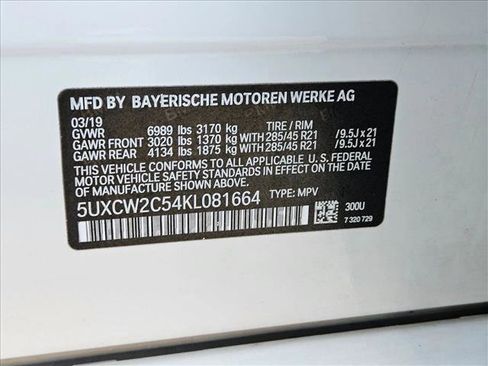 MFD BY BAYERISCHE MOTOREN WERKE AG
03/19
GVWR 6989 lbs 3170 kg TIRE / RIM
GAWR FRONT 3020 lbs 1370 kg WITH 285/45 R21 /9.5J x 21
GAWR REAR 4134 lbs 1875 kg WITH 285/45 R21 /9.5J x 21
THIS VEHICLE CONFORMS TO ALL APPLICABLE U. S. FEDERAL
MOTOR VEHICLE SAFETY STANDARDS IN EFFECT ON THE DATE
OF MANUFACTURE SHOWN ABOVE.
5UXCW2C54KL081664 TYPE: MPV
300U
7 320 729